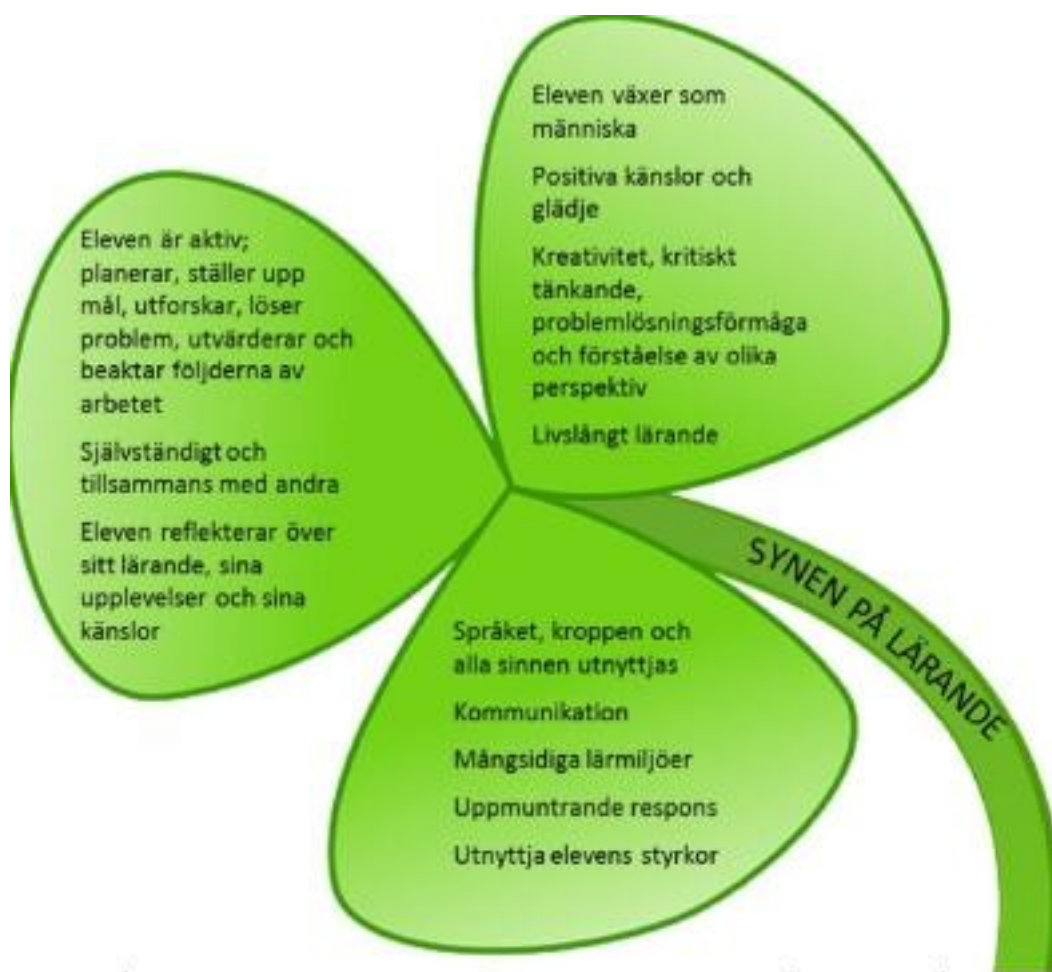 Eleven växer som
människa
Positiva känslor och
glädje
Kreativitet, kritiskt
tänkande,
problemlösningsförmåga
och förståelse av olika
perspektiv
Livslångt lärande
Eleven är aktiv;
planerar, ställer upp
mål, utforskar, löser
problem, utvärderar och
beaktar följderna av
arbetet
Självständigt och
tillsammans med andra
Eleven reflekterar över
sitt lärande, sina
upplevelser och sina
känslor
Språket, kroppen och
alla sinnen utnyttjas
Kommunikation
Mångsidiga lärmiljöer
Uppmuntrande respons
Utnyttja elevens styrkor
SYNEN PÅ LÄRANDE